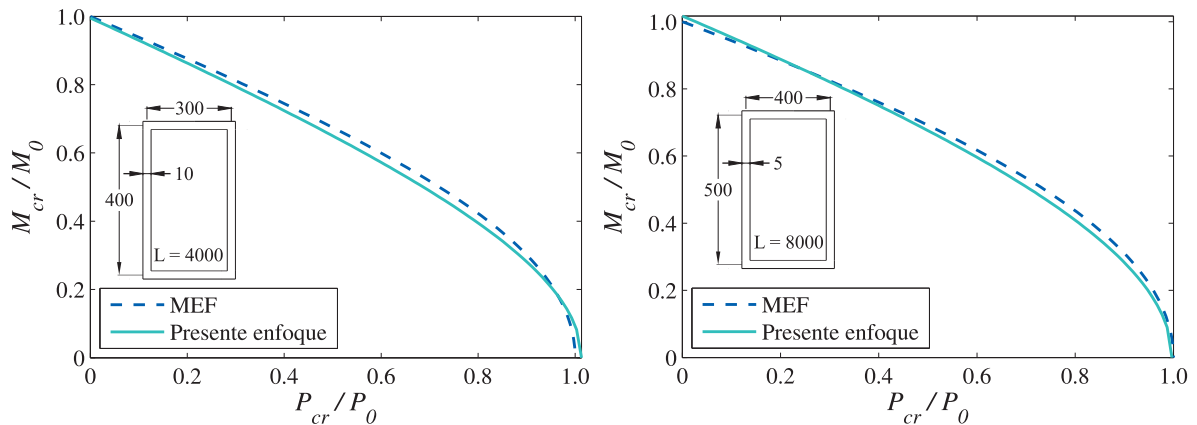 1.0
0.8
0.6
0.4
0.2
0
M_cr / M_0
300
10
400
L = 4000
MEF
Presente enfoque
0 0.2 0.4 0.6 0.8 1.0
P_cr / P_0
1.0
0.8
0.6
0.4
0.2
0
M_cr / M_0
400
5
500
L = 8000
MEF
Presente enfoque
0 0.2 0.4 0.6 0.8 1.0
P_cr / P_0